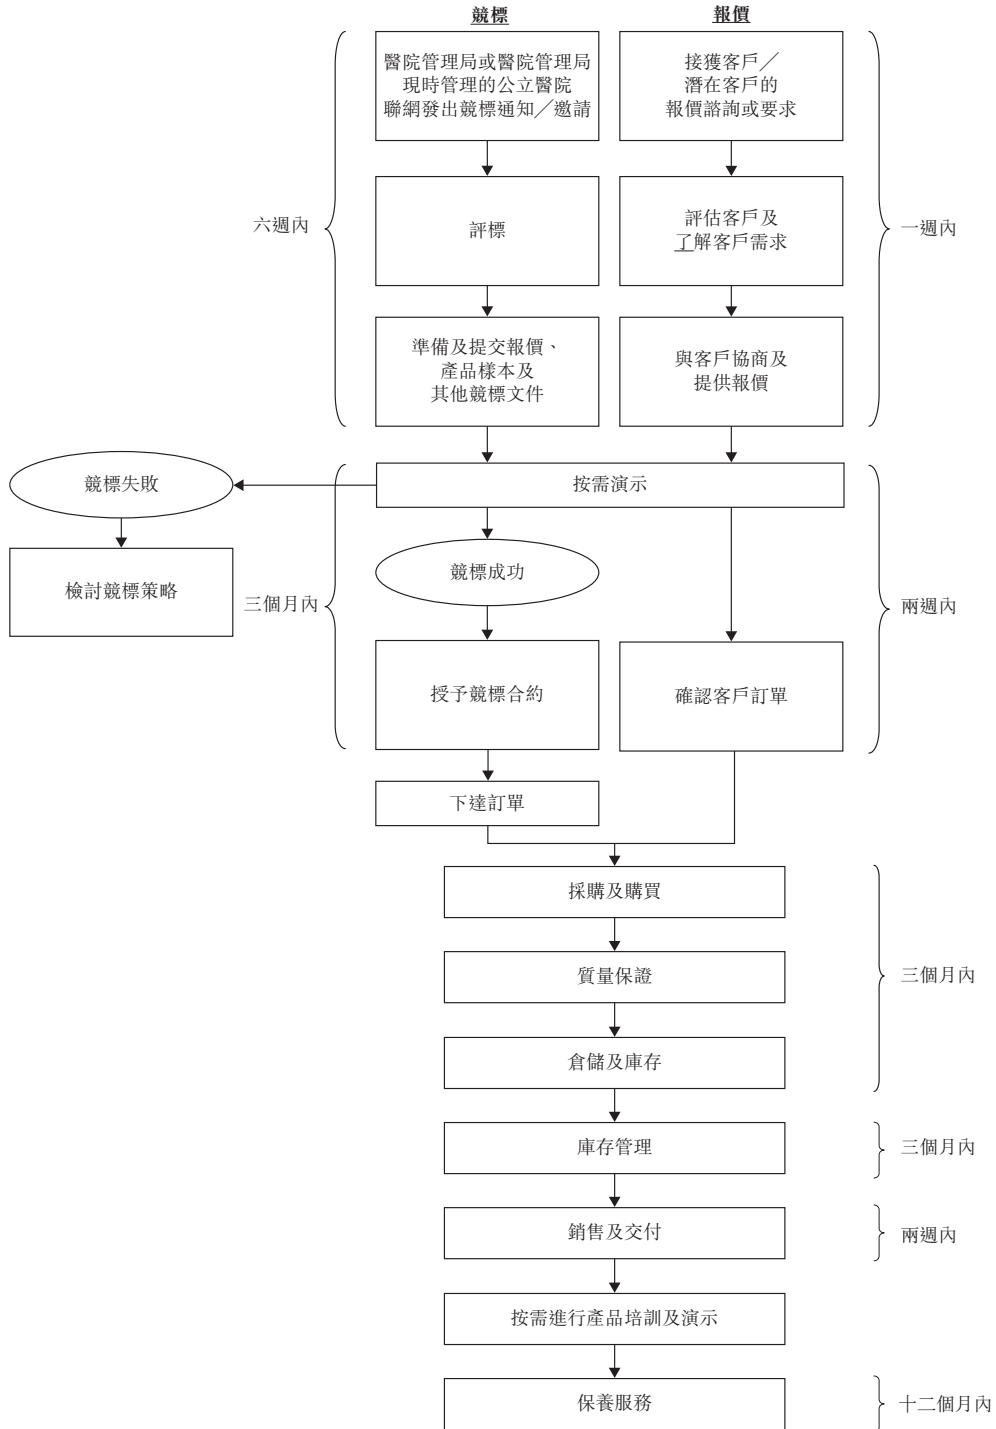 競標
報價
醫院管理局或醫院管理局
現時管理的公立醫院
聯網發出競標通知／邀請
接獲客戶／
潛在客戶的
報價諮詢或要求
六週內
評標
評估客戶及
了解客戶需求
一週內
準備及提交報價、
產品樣本及
其他競標文件
與客戶協商及
提供報價
競標失敗
按需演示
檢討競標策略
三個月內
競標成功
兩週內
授予競標合約
確認客戶訂單
下達訂單
採購及購買
質量保證
三個月內
倉儲及庫存
庫存管理
三個月內
銷售及交付
兩週內
按需進行產品培訓及演示
保養服務
十二個月內